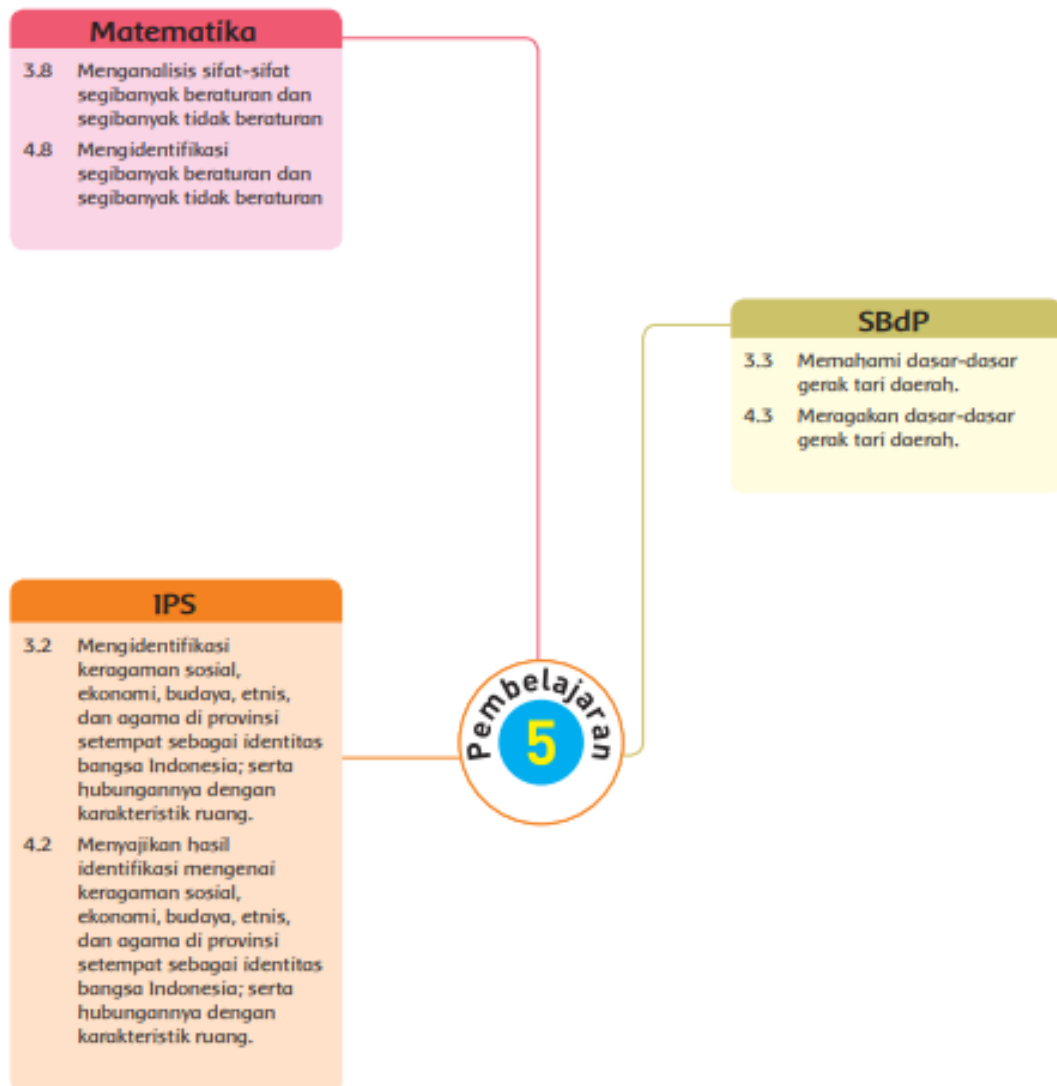 Matematika
3.8 Menganalisis sifat-sifat
segibanyak beraturan dan
segibanyak tidak beraturan
4.8 Mengidentifikasi
segibanyak beraturan dan
segibanyak tidak beraturan
SBdP
3.3 Memahami dasar-dasar
gerak tari daerah.
4.3 Meragakan dasar-dasar
gerak tari daerah.
IPS
3.2 Mengidentifikasi
keragaman sosial,
ekonomi, budaya, etnis,
dan agama di provinsi
setempat sebagai identitas
bangsa Indonesia; serta
hubungannya dengan
karakteristik ruang.
4.2 Menyajikan hasil
identifikasi mengenai
keragaman sosial,
ekonomi, budaya, etnis,
dan agama di provinsi
setempat sebagai identitas
bangsa Indonesia; serta
hubungannya dengan
karakteristik ruang.
Pembelajaran
5